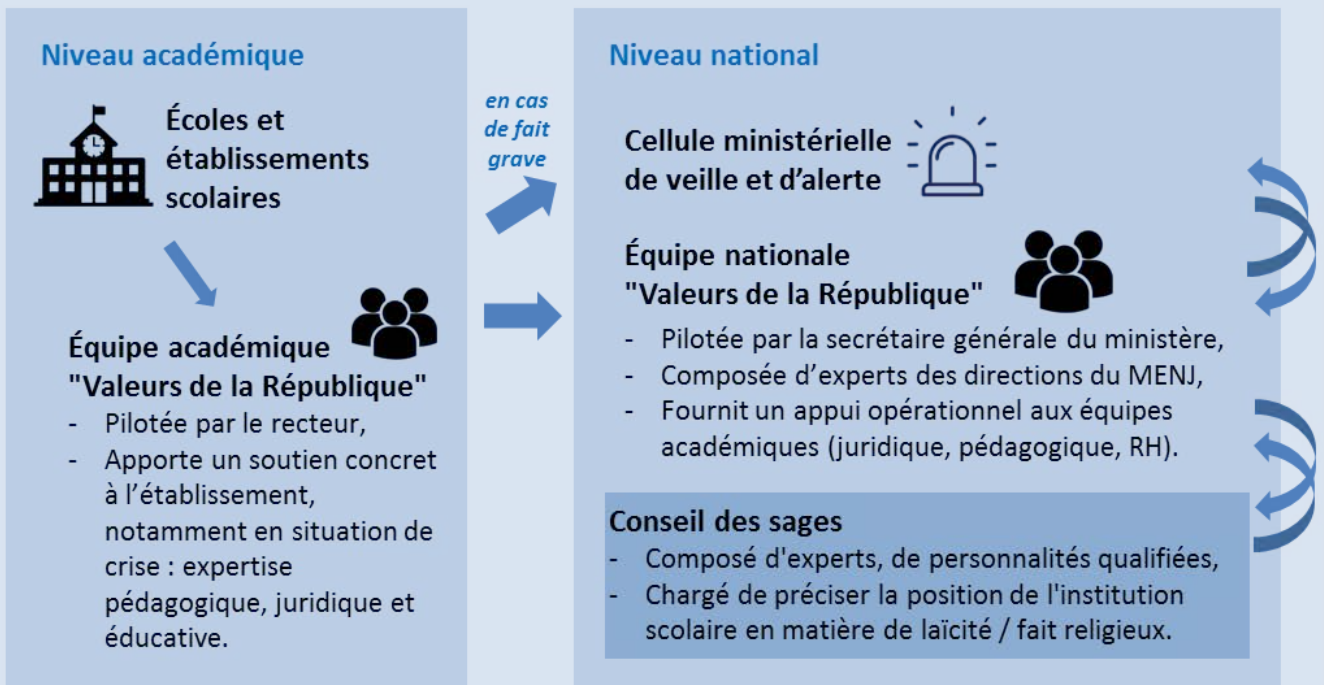 Niveau académique
Écoles et
établissements
scolaires
Équipe académique
"Valeurs de la République"
- Pilotée par le recteur,
- Apporte un soutien concret
à l’établissement,
notamment en situation de
crise : expertise
pédagogique, juridique et
éducative.
en cas
de fait
grave
Niveau national
Cellule ministérielle
de veille et d’alerte
Équipe nationale
"Valeurs de la République"
- Pilotée par la secrétaire générale du ministère,
- Composée d’experts des directions du MENJ,
- Fournit un appui opérationnel aux équipes
académiques (juridique, pédagogique, RH).
Conseil des sages
- Composé d'experts, de personnalités qualifiées,
- Chargé de préciser la position de l'institution
scolaire en matière de laïcité / fait religieux.